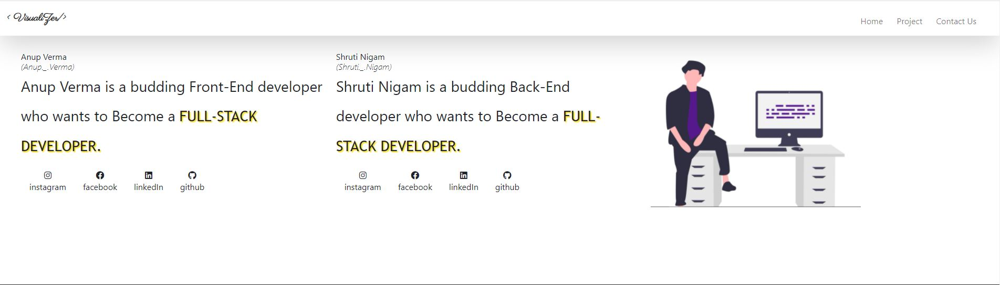 < VisualiZer/>
Home Project Contact Us
Anup Verma
(Anup._.Verma)
Anup Verma is a budding Front-End developer
who wants to Become a FULL-STACK
DEVELOPER.
instagram facebook linkedIn github
Shruti Nigam
(Shruti._.Nigam)
Shruti Nigam is a budding Back-End
developer who wants to Become a FULL-
STACK DEVELOPER.
instagram facebook linkedIn github